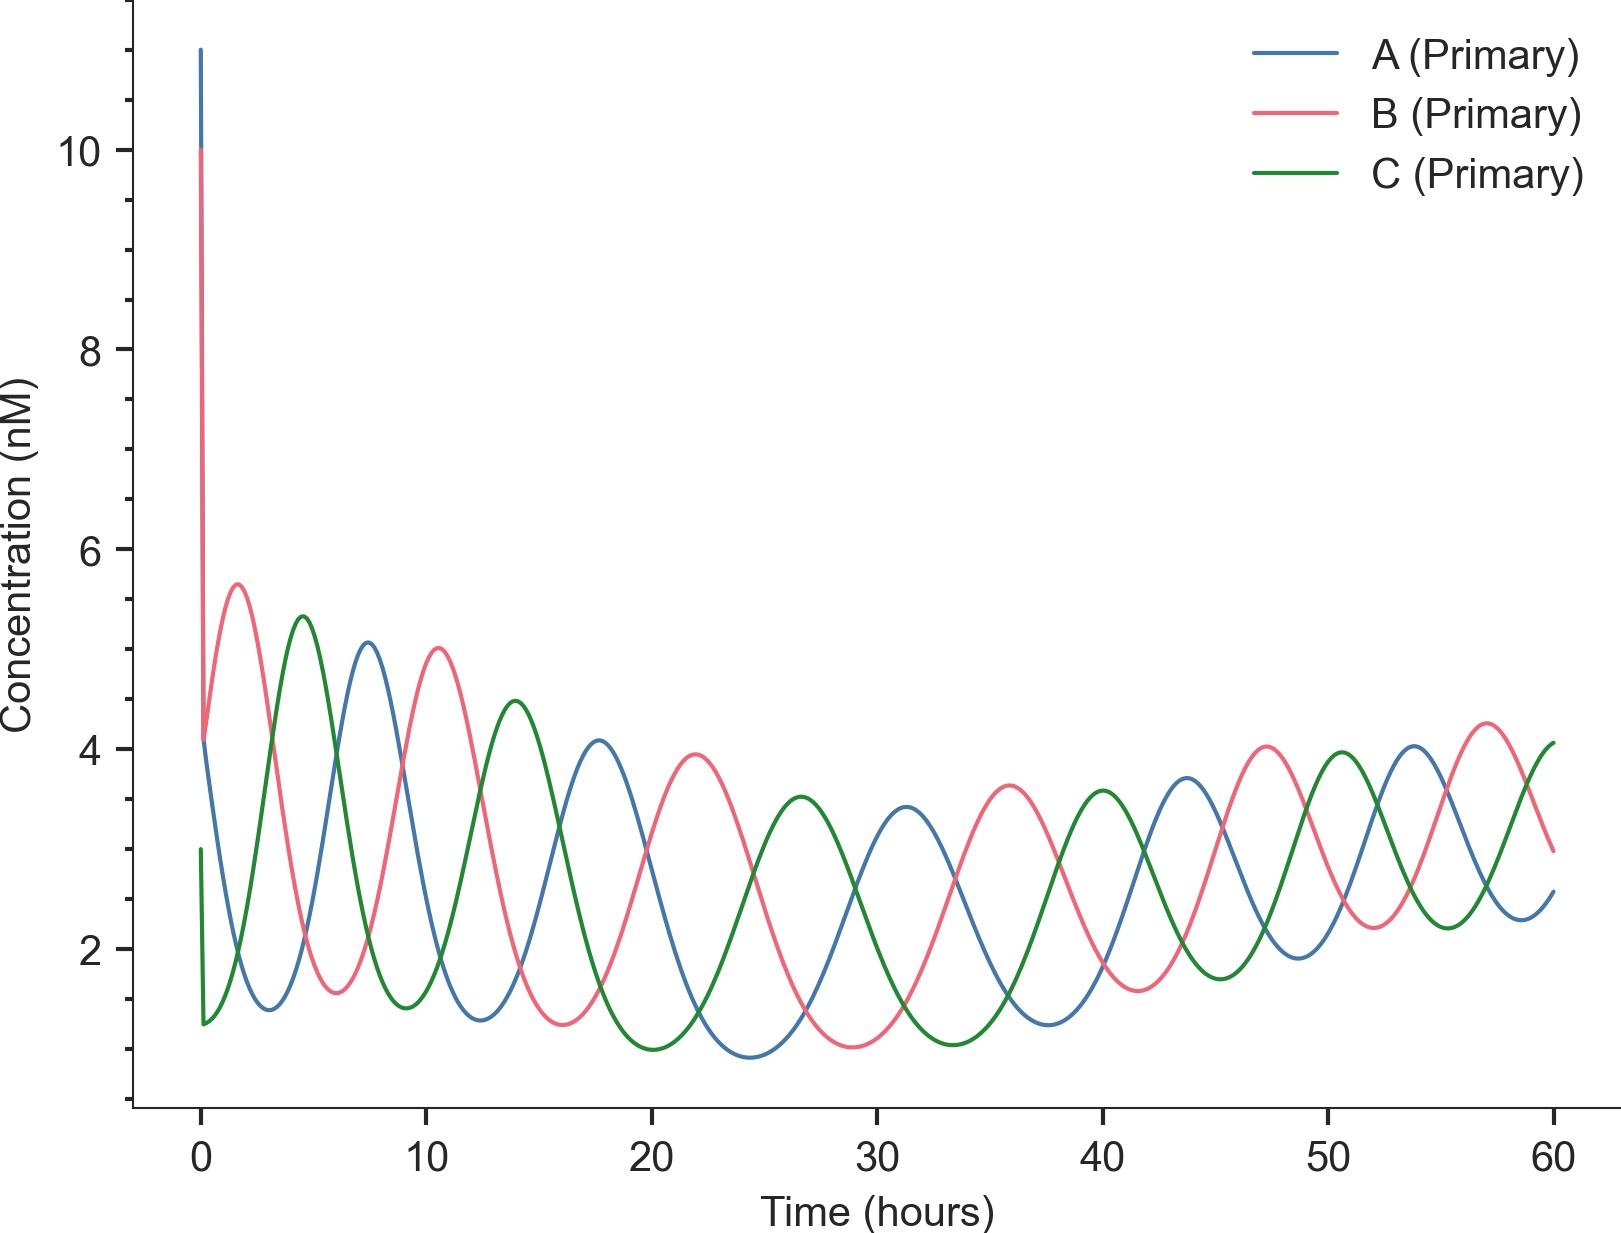 A (Primary)
B (Primary)
C (Primary)
Concentration (nM)
10
8
6
4
2
0 10 20 30 40 50 60
Time (hours)